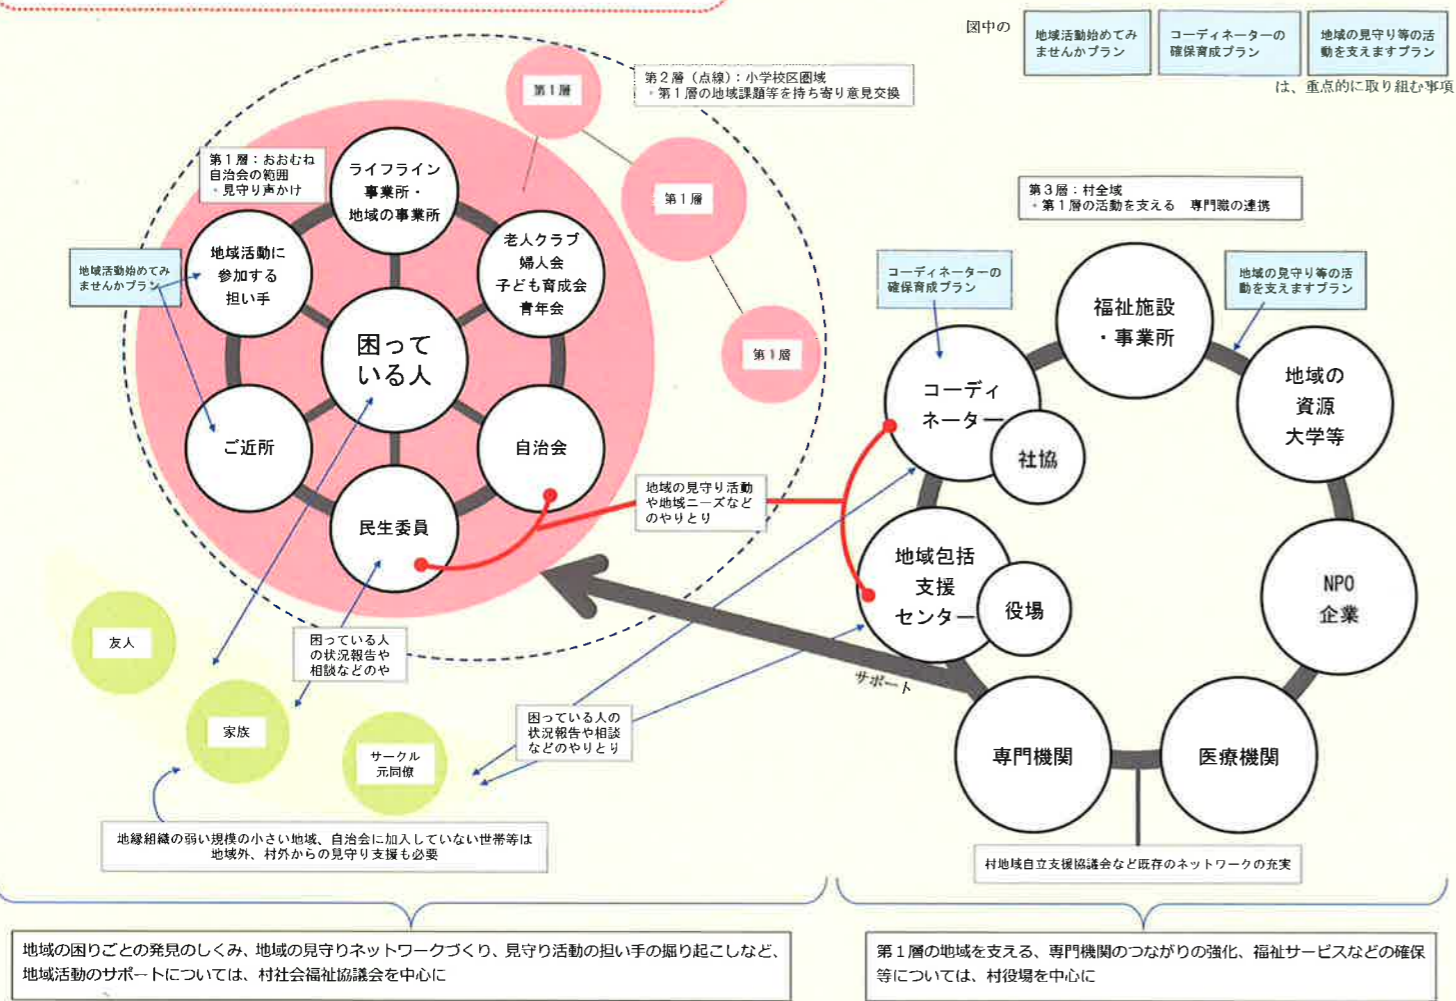 図中の
地域活動始めてみ
ませんかプラン
コーディネーターの
確保育成プラン
地域の見守り等の活
動を支えますプラン
は、重点的に取り組む事項
第2層（点線）：小学校区圏域
・第1層の地域課題等を持ち寄り意見交換
第1層
第1層
第1層
第1層：おおむね
自治会の範囲
・見守り声かけ
ライフライン
事業所・
地域の事業所
老人クラブ
婦人会
子ども育成会
青年会
地域活動に
参加する
担い手
地域活動始めてみ
ませんかプラン
困って
いる人
ご近所
自治会
民生委員
地域の見守り活動
や地域ニーズなど
のやりとり
第3層：村全域
・第1層の活動を支える　専門職の連携
コーディネーターの
確保育成プラン
地域の見守り等の活
動を支えますプラン
福祉施設
・事業所
コーディ
ネーター
社協
地域の
資源
大学等
地域包括
支援
センター
役場
NPO
企業
専門機関
医療機関
サポート
友人
家族
サークル
元同僚
困っている人
の状況報告や
相談などのや
困っている人の
状況報告や相談
などのやりとり
地縁組織の弱い規模の小さい地域、自治会に加入していない世帯等は
地域外、村外からの見守り支援も必要
村地域自立支援協議会など既存のネットワークの充実
地域の困りごとの発見のしくみ、地域の見守りネットワークづくり、見守り活動の担い手の掘り起こしなど、
地域活動のサポートについては、村社会福祉協議会を中心に
第1層の地域を支える、専門機関のつながりの強化、福祉サービスなどの確保
等については、村役場を中心に